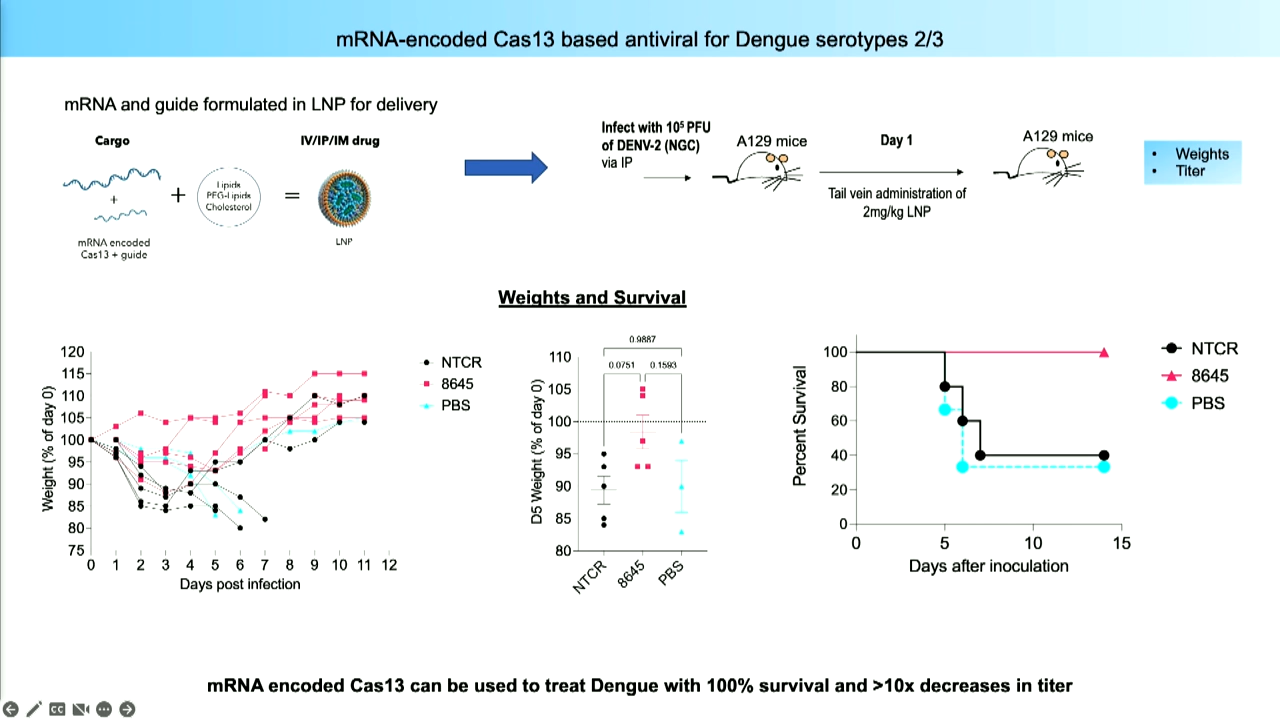 mRNA-encoded Cas13 based antiviral for Dengue serotypes 2/3
mRNA and guide formulated in LNP for delivery
Cargo
IV/IP/IM drug
+
+
Lipids
PEG-Lipids
Cholesterol
=
mRNA encoded
Cas13 + guide
LNP
Infect with 10⁵ PFU
of DENV-2 (NGC)
via IP
A129 mice
Day 1
Tail vein administration of
2mg/kg LNP
A129 mice
• Weights
• Titer
Weights and Survival
Weight (% of day 0)
120
115
110
105
100
95
90
85
80
75
0 1 2 3 4 5 6 7 8 9 10 11 12
Days post infection
NTCR
8645
PBS
D5 Weight (% of day 0)
110
105
100
95
90
85
80
0.9887
0.0751
0.1593
NTCR
8645
PBS
Percent Survival
100
80
60
40
20
0
0 5 10 15
Days after inoculation
NTCR
8645
PBS
mRNA encoded Cas13 can be used to treat Dengue with 100% survival and >10x decreases in titer
CC